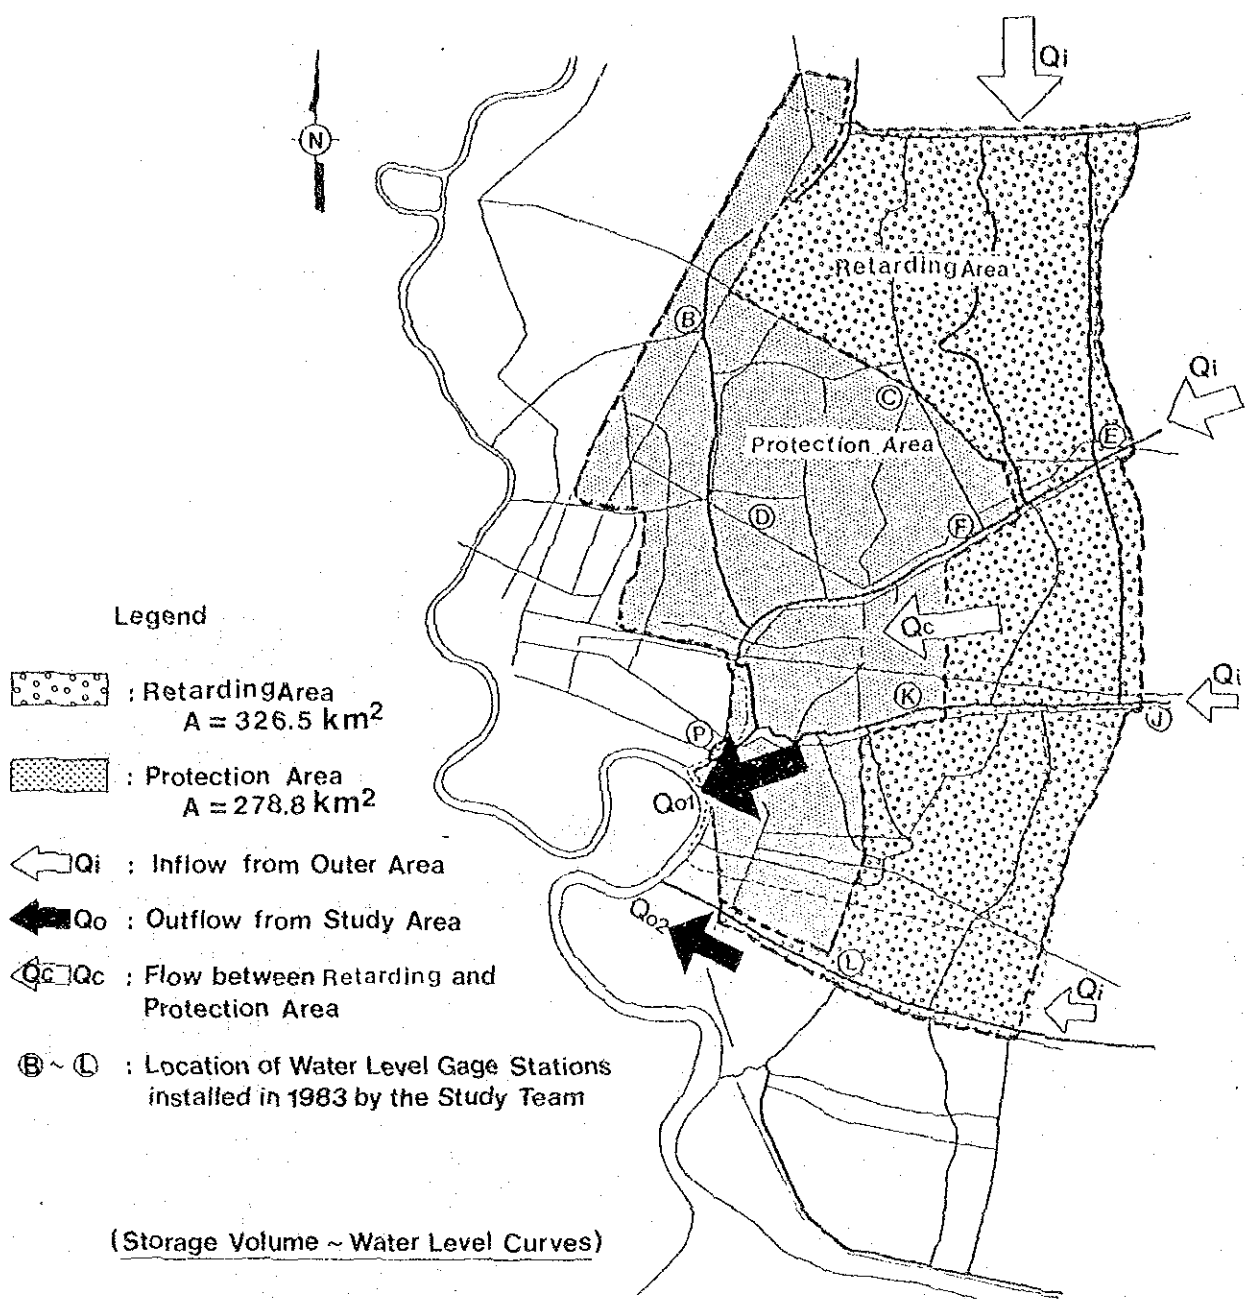 N
Qi
Retarding Area
B
Qi
C
E
Protection Area
D
F
Qc
Qi
K
J
P
Qo1
Qo2
L
Qi
Legend
: Retarding Area
A = 326.5 km²
: Protection Area
A = 278.8 km²
Qi : Inflow from Outer Area
Qo : Outflow from Study Area
Qc Qc : Flow between Retarding and
Protection Area
B ~ L : Location of Water Level Gage Stations
installed in 1983 by the Study Team
(Storage Volume ~ Water Level Curves)